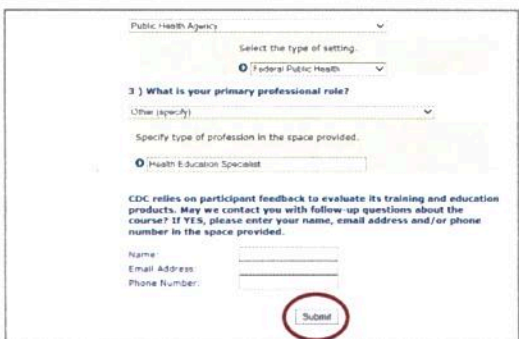 Public Health Agency
Select the type of setting.
Federal Public Health
3 ) What is your primary professional role?
Other (specify)
Specify type of profession in the space provided.
Health Education Specialist
CDC relies on participant feedback to evaluate its training and education
products. May we contact you with follow-up questions about the
course? If YES, please enter your name, email address and/or phone
number in the space provided.
Name:
Email Address:
Phone Number:
Submit